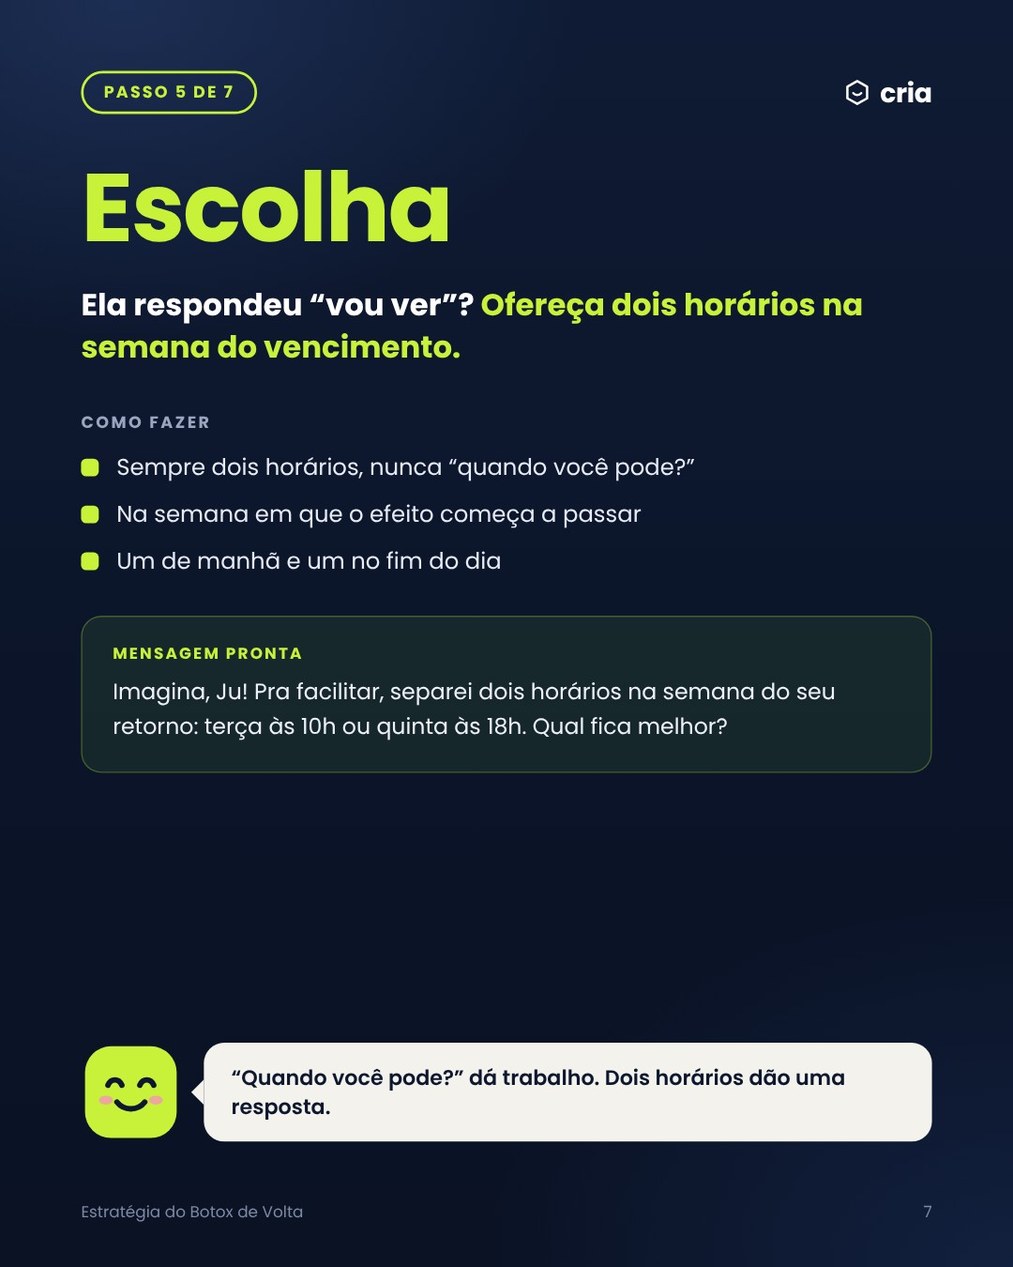 PASSO 5 DE 7
cria
Escolha
Ela respondeu “vou ver”? Ofereça dois horários na
semana do vencimento.
COMO FAZER
Sempre dois horários, nunca “quando você pode?”
Na semana em que o efeito começa a passar
Um de manhã e um no fim do dia
MENSAGEM PRONTA
Imagina, Ju! Pra facilitar, separei dois horários na semana do seu
retorno: terça às 10h ou quinta às 18h. Qual fica melhor?
“Quando você pode?” dá trabalho. Dois horários dão uma
resposta.
Estratégia do Botox de Volta
7